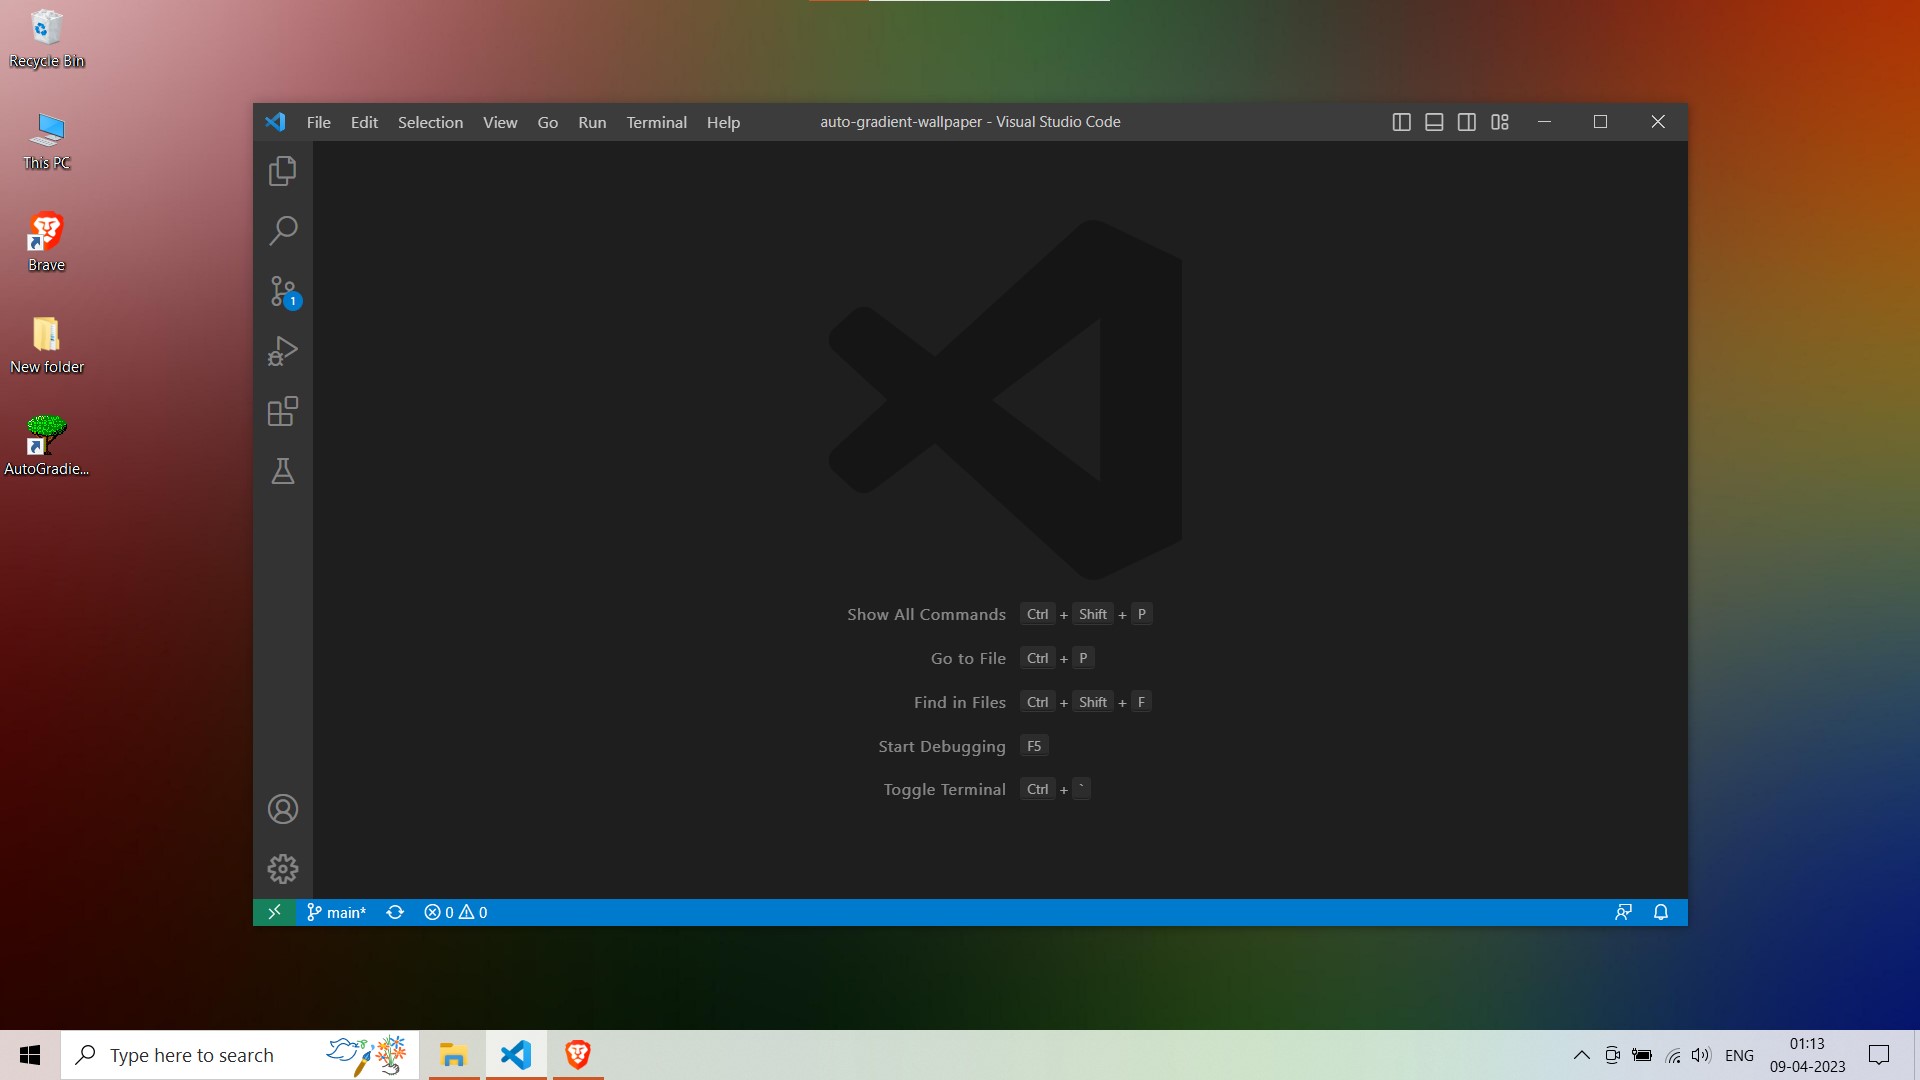 Recycle Bin
This PC
Brave
New folder
AutoGradie...
File Edit Selection View Go Run Terminal Help
auto-gradient-wallpaper - Visual Studio Code
1
Show All Commands Ctrl + Shift + P
Go to File Ctrl + P
Find in Files Ctrl + Shift + F
Start Debugging F5
Toggle Terminal Ctrl + `
main* 0 0
Type here to search
ENG
01:13
09-04-2023